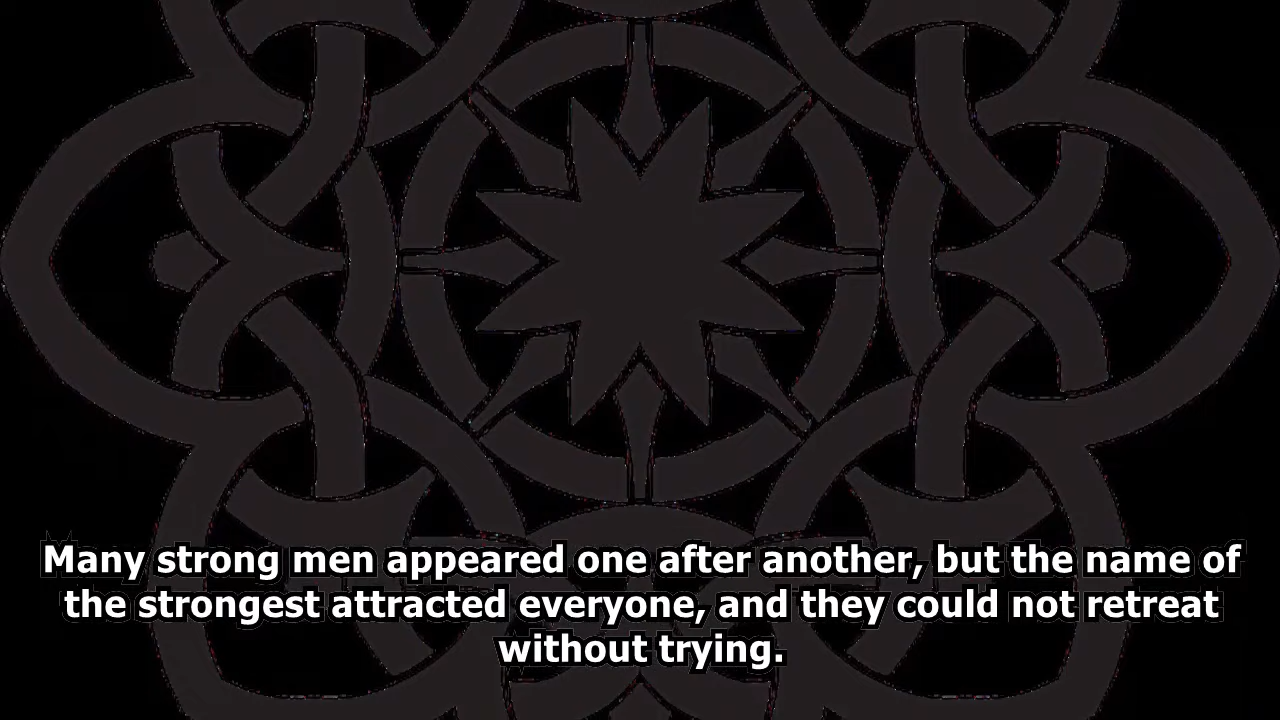 Many strong men appeared one after another, but the name of
the strongest attracted everyone, and they could not retreat
without trying.